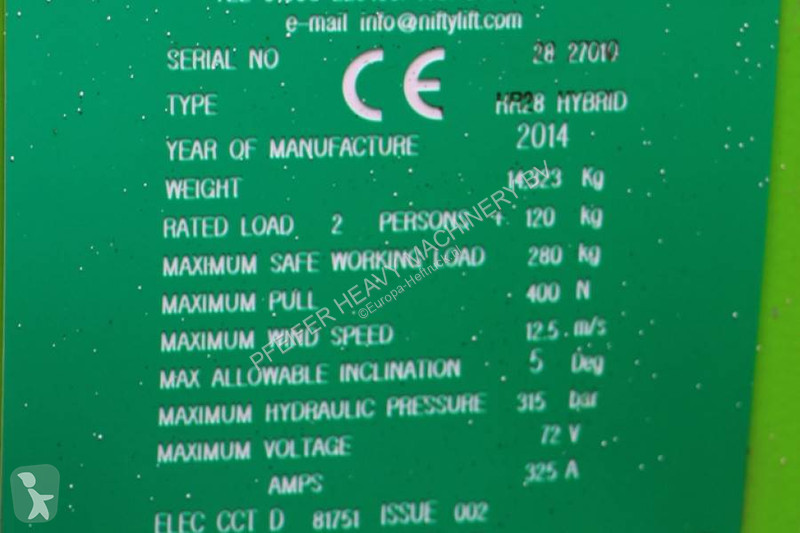 e-mail info@niftylift.com
SERIAL NO 28 27019
CE
TYPE HR28 HYBRID
YEAR OF MANUFACTURE 2014
WEIGHT 14323 Kg
RATED LOAD 2 PERSONS + 120 kg
MAXIMUM SAFE WORKING LOAD 280 kg
MAXIMUM PULL 400 N
MAXIMUM WIND SPEED 12.5 m/s
MAX ALLOWABLE INCLINATION 5 Deg
MAXIMUM HYDRAULIC PRESSURE 315 bar
MAXIMUM VOLTAGE 72 V
AMPS 325 A
ELEC CCT D 81751 ISSUE 002
PFEIFER HEAVY MACHINERY BV